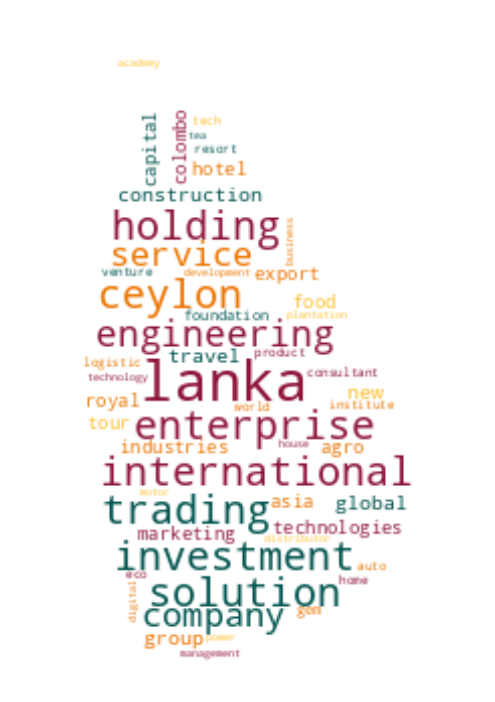 academy
capital
colombo
tech
tea
resort
hotel
construction
holding
business
service
venture development export
ceylon
food
foundation plantation
engineering
travel product
logistic
technology
lanka
consultant
royal
new
world institute
tour
enterprise
industries house agro
international
motor
trading
asia global
marketing technologies
distributor
investment
auto
eco
home
digital
solution
company
gem
group power
management